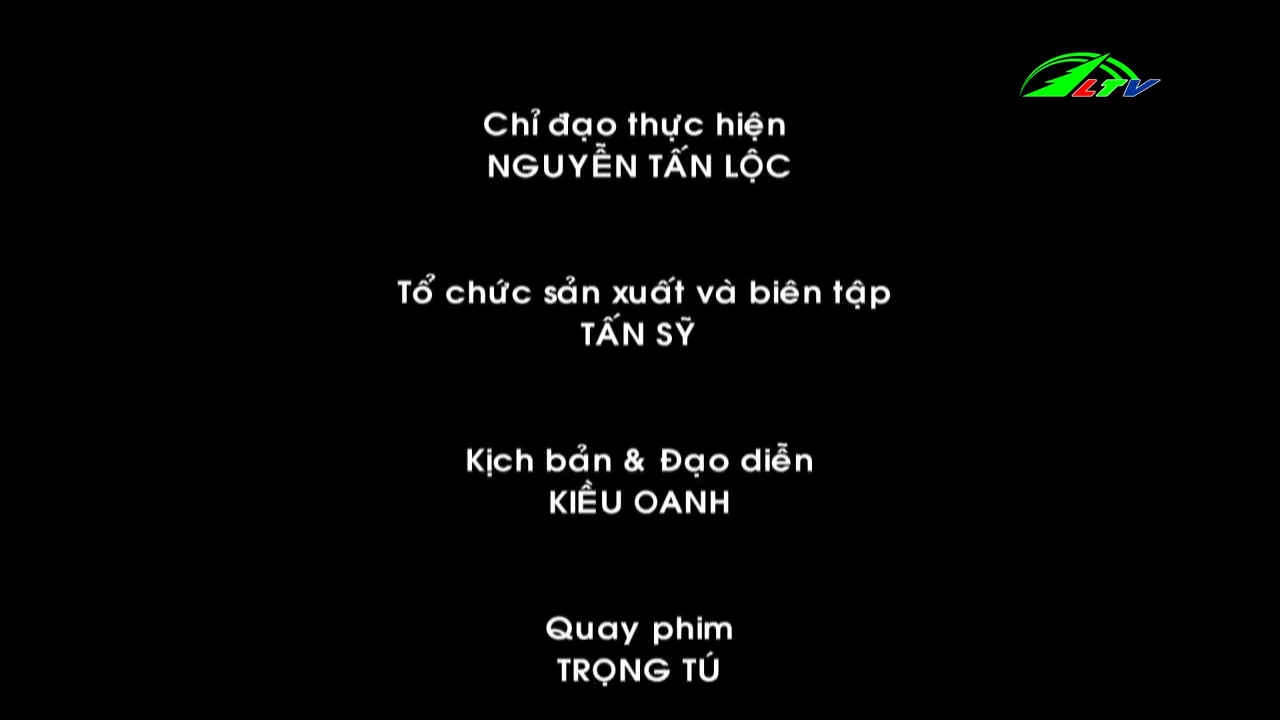 LTV
Chỉ đạo thực hiện
NGUYỄN TẤN LỘC
Tổ chức sản xuất và biên tập
TẤN SỸ
Kịch bản & Đạo diễn
KIỀU OANH
Quay phim
TRỌNG TÚ